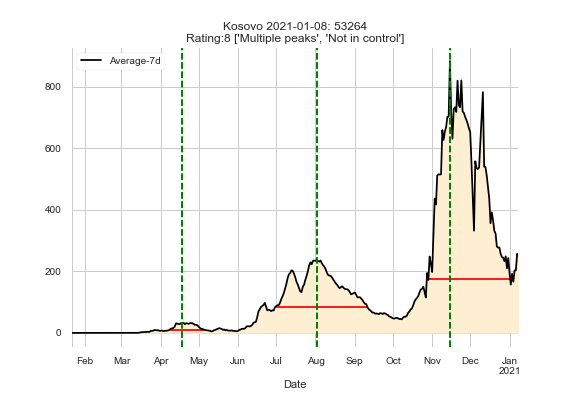 Kosovo 2021-01-08: 53264
Rating:8 ['Multiple peaks', 'Not in control']
Average-7d
800
600
400
200
0
Feb Mar Apr May Jun Jul Aug Sep Oct Nov Dec Jan
2021
Date